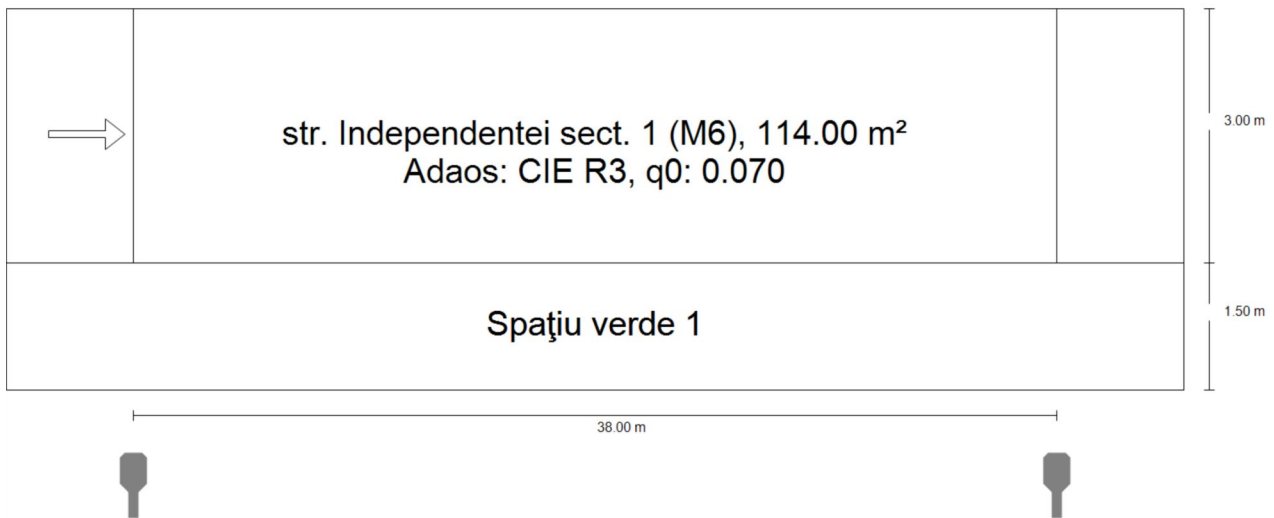 str. Independentei sect. 1 (M6), 114.00 m²
Adaos: CIE R3, q0: 0.070
3.00 m
Spaţiu verde 1
1.50 m
38.00 m